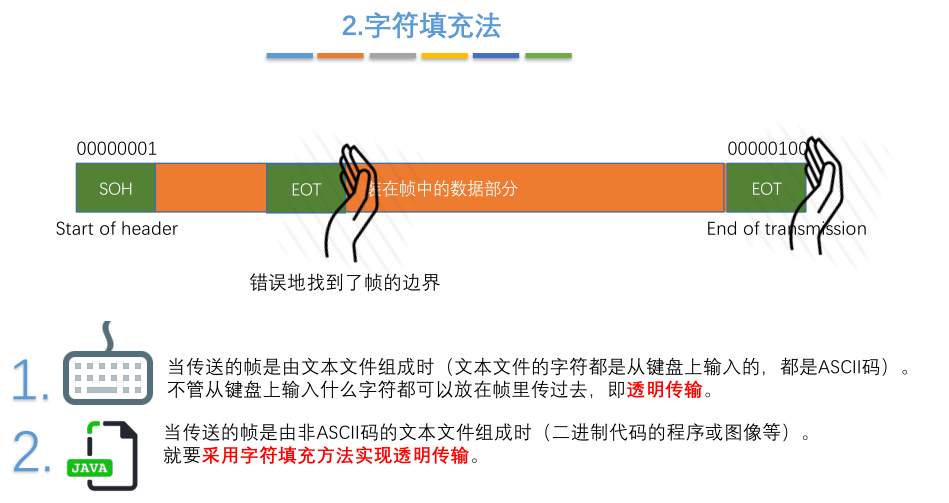 2.字符填充法
00000001
00000100
SOH
EOT
装在帧中的数据部分
EOT
Start of header
End of transmission
错误地找到了帧的边界
1.
当传送的帧是由文本文件组成时（文本文件的字符都是从键盘上输入的，都是ASCII码）。
不管从键盘上输入什么字符都可以放在帧里传过去，即透明传输。
2.
JAVA
当传送的帧是由非ASCII码的文本文件组成时（二进制代码的程序或图像等）。
就要采用字符填充方法实现透明传输。